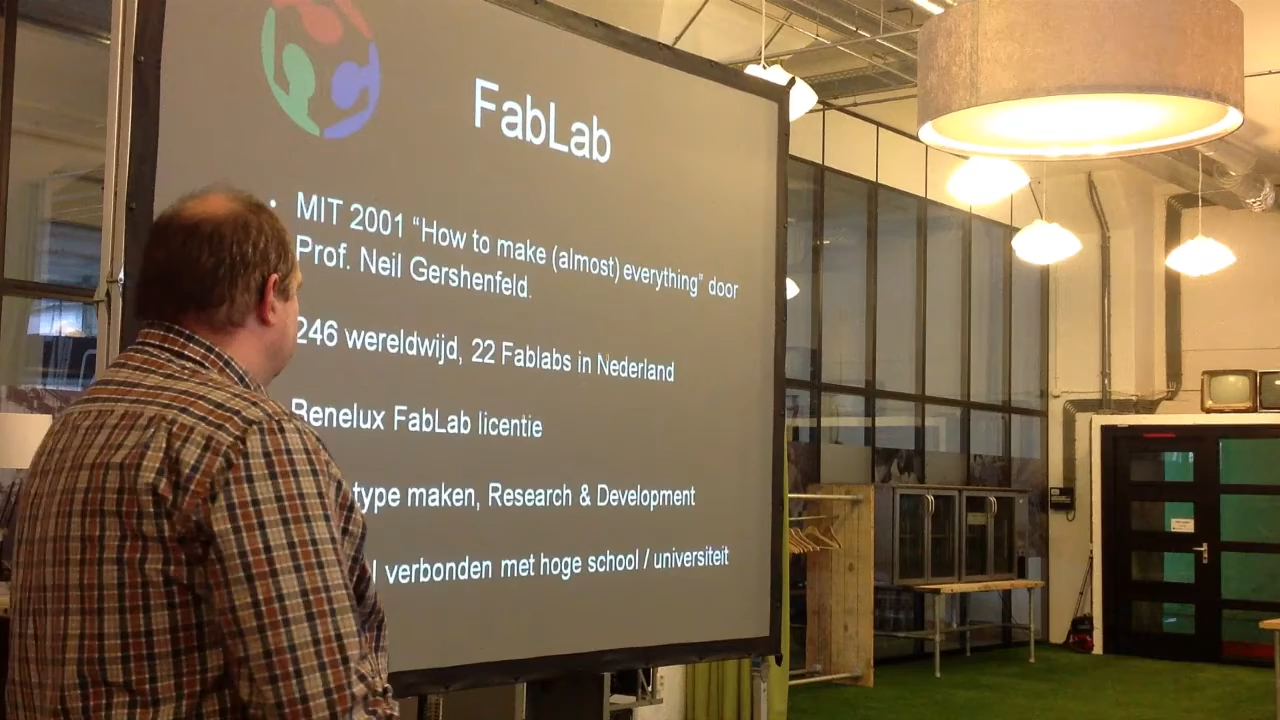 FabLab
• MIT 2001 “How to make (almost) everything” door
Prof. Neil Gershenfeld.
246 wereldwijd, 22 Fablabs in Nederland
Benelux FabLab licentie
type maken, Research & Development
verbonden met hoge school / universiteit